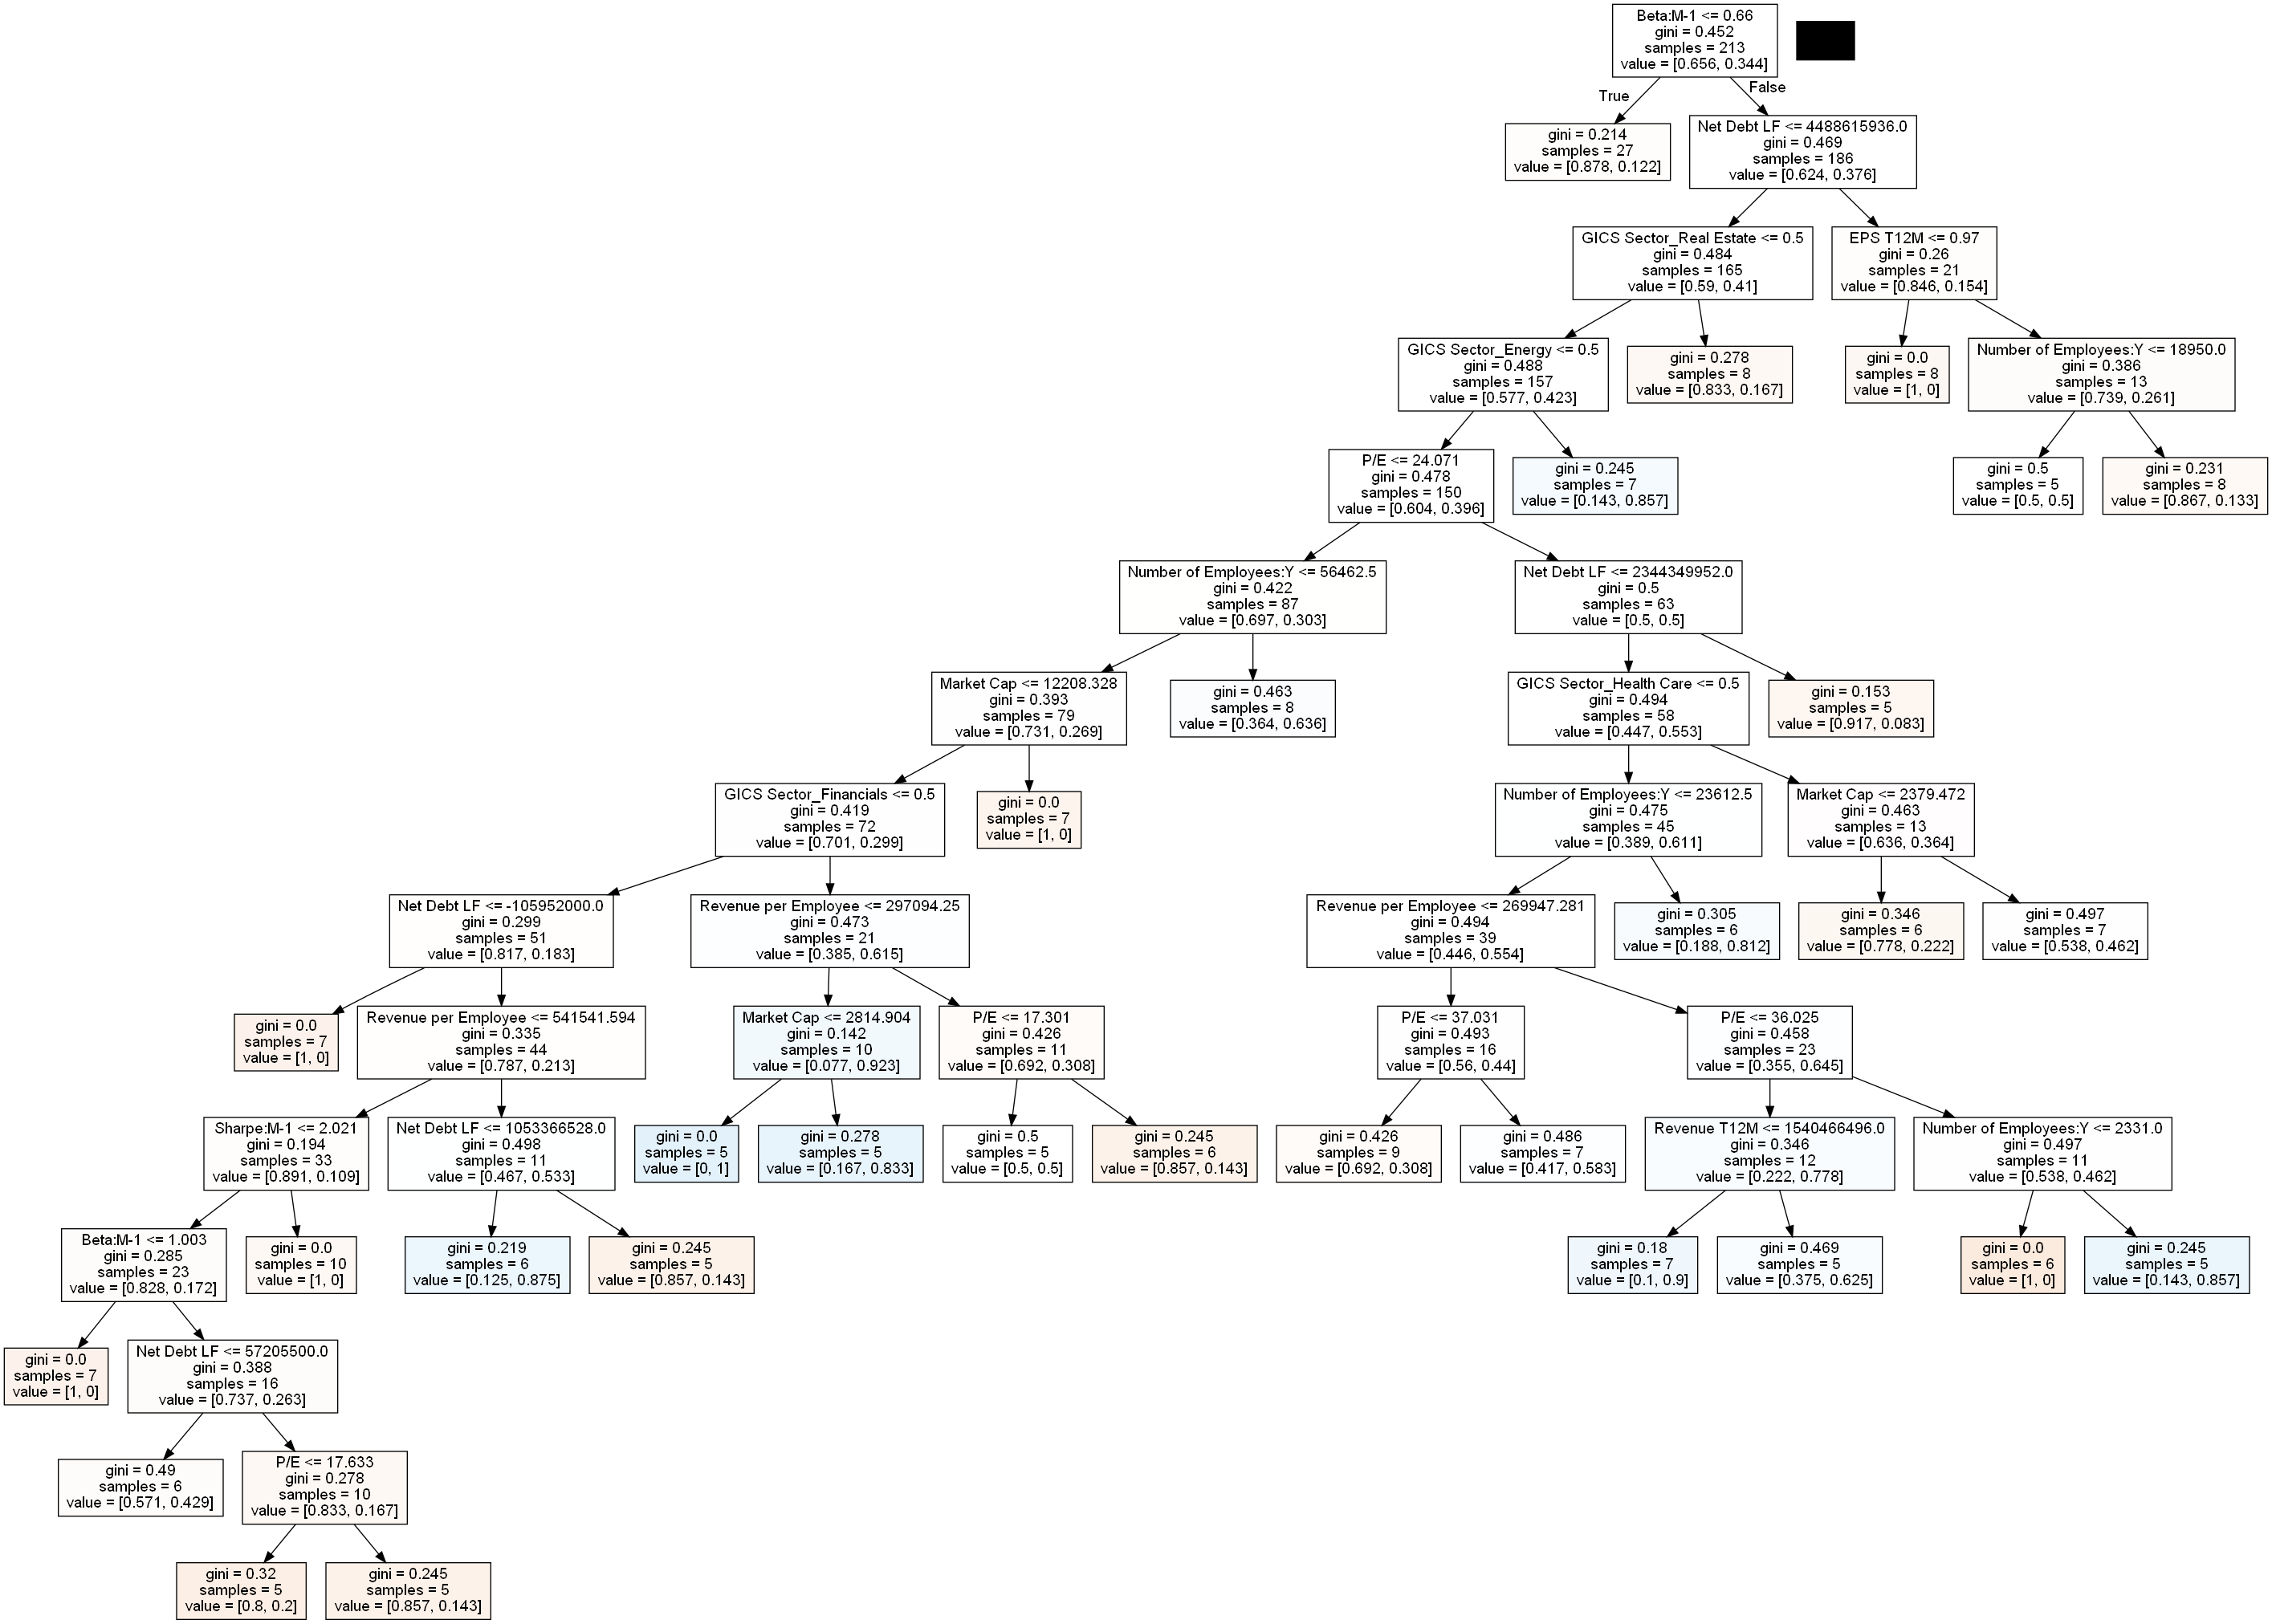 Beta:M-1 <= 0.66
gini = 0.452
samples = 213
value = [0.656, 0.344]
True
False
gini = 0.214
samples = 27
value = [0.878, 0.122]
Net Debt LF <= 4488615936.0
gini = 0.469
samples = 186
value = [0.624, 0.376]
GICS Sector_Real Estate <= 0.5
gini = 0.484
samples = 165
value = [0.59, 0.41]
EPS T12M <= 0.97
gini = 0.26
samples = 21
value = [0.846, 0.154]
GICS Sector_Energy <= 0.5
gini = 0.488
samples = 157
value = [0.577, 0.423]
gini = 0.278
samples = 8
value = [0.833, 0.167]
gini = 0.0
samples = 8
value = [1, 0]
Number of Employees:Y <= 18950.0
gini = 0.386
samples = 13
value = [0.739, 0.261]
P/E <= 24.071
gini = 0.478
samples = 150
value = [0.604, 0.396]
gini = 0.245
samples = 7
value = [0.143, 0.857]
gini = 0.5
samples = 5
value = [0.5, 0.5]
gini = 0.231
samples = 8
value = [0.867, 0.133]
Number of Employees:Y <= 56462.5
gini = 0.422
samples = 87
value = [0.697, 0.303]
Net Debt LF <= 2344349952.0
gini = 0.5
samples = 63
value = [0.5, 0.5]
Market Cap <= 12208.328
gini = 0.393
samples = 79
value = [0.731, 0.269]
gini = 0.463
samples = 8
value = [0.364, 0.636]
GICS Sector_Health Care <= 0.5
gini = 0.494
samples = 58
value = [0.447, 0.553]
gini = 0.153
samples = 5
value = [0.917, 0.083]
GICS Sector_Financials <= 0.5
gini = 0.419
samples = 72
value = [0.701, 0.299]
gini = 0.0
samples = 7
value = [1, 0]
Number of Employees:Y <= 23612.5
gini = 0.475
samples = 45
value = [0.389, 0.611]
Market Cap <= 2379.472
gini = 0.463
samples = 13
value = [0.636, 0.364]
Net Debt LF <= -105952000.0
gini = 0.299
samples = 51
value = [0.817, 0.183]
Revenue per Employee <= 297094.25
gini = 0.473
samples = 21
value = [0.385, 0.615]
Revenue per Employee <= 269947.281
gini = 0.494
samples = 39
value = [0.446, 0.554]
gini = 0.305
samples = 6
value = [0.188, 0.812]
gini = 0.346
samples = 6
value = [0.778, 0.222]
gini = 0.497
samples = 7
value = [0.538, 0.462]
gini = 0.0
samples = 7
value = [1, 0]
Revenue per Employee <= 541541.594
gini = 0.335
samples = 44
value = [0.787, 0.213]
Market Cap <= 2814.904
gini = 0.142
samples = 10
value = [0.077, 0.923]
P/E <= 17.301
gini = 0.426
samples = 11
value = [0.692, 0.308]
P/E <= 37.031
gini = 0.493
samples = 16
value = [0.56, 0.44]
P/E <= 36.025
gini = 0.458
samples = 23
value = [0.355, 0.645]
Sharpe:M-1 <= 2.021
gini = 0.194
samples = 33
value = [0.891, 0.109]
Net Debt LF <= 1053366528.0
gini = 0.498
samples = 11
value = [0.467, 0.533]
gini = 0.0
samples = 5
value = [0, 1]
gini = 0.278
samples = 5
value = [0.167, 0.833]
gini = 0.5
samples = 5
value = [0.5, 0.5]
gini = 0.245
samples = 6
value = [0.857, 0.143]
gini = 0.426
samples = 9
value = [0.692, 0.308]
gini = 0.486
samples = 7
value = [0.417, 0.583]
Revenue T12M <= 1540466496.0
gini = 0.346
samples = 12
value = [0.222, 0.778]
Number of Employees:Y <= 2331.0
gini = 0.497
samples = 11
value = [0.538, 0.462]
Beta:M-1 <= 1.003
gini = 0.285
samples = 23
value = [0.828, 0.172]
gini = 0.0
samples = 10
value = [1, 0]
gini = 0.219
samples = 6
value = [0.125, 0.875]
gini = 0.245
samples = 5
value = [0.857, 0.143]
gini = 0.18
samples = 7
value = [0.1, 0.9]
gini = 0.469
samples = 5
value = [0.375, 0.625]
gini = 0.0
samples = 6
value = [1, 0]
gini = 0.245
samples = 5
value = [0.143, 0.857]
gini = 0.0
samples = 7
value = [1, 0]
Net Debt LF <= 57205500.0
gini = 0.388
samples = 16
value = [0.737, 0.263]
gini = 0.49
samples = 6
value = [0.571, 0.429]
P/E <= 17.633
gini = 0.278
samples = 10
value = [0.833, 0.167]
gini = 0.32
samples = 5
value = [0.8, 0.2]
gini = 0.245
samples = 5
value = [0.857, 0.143]